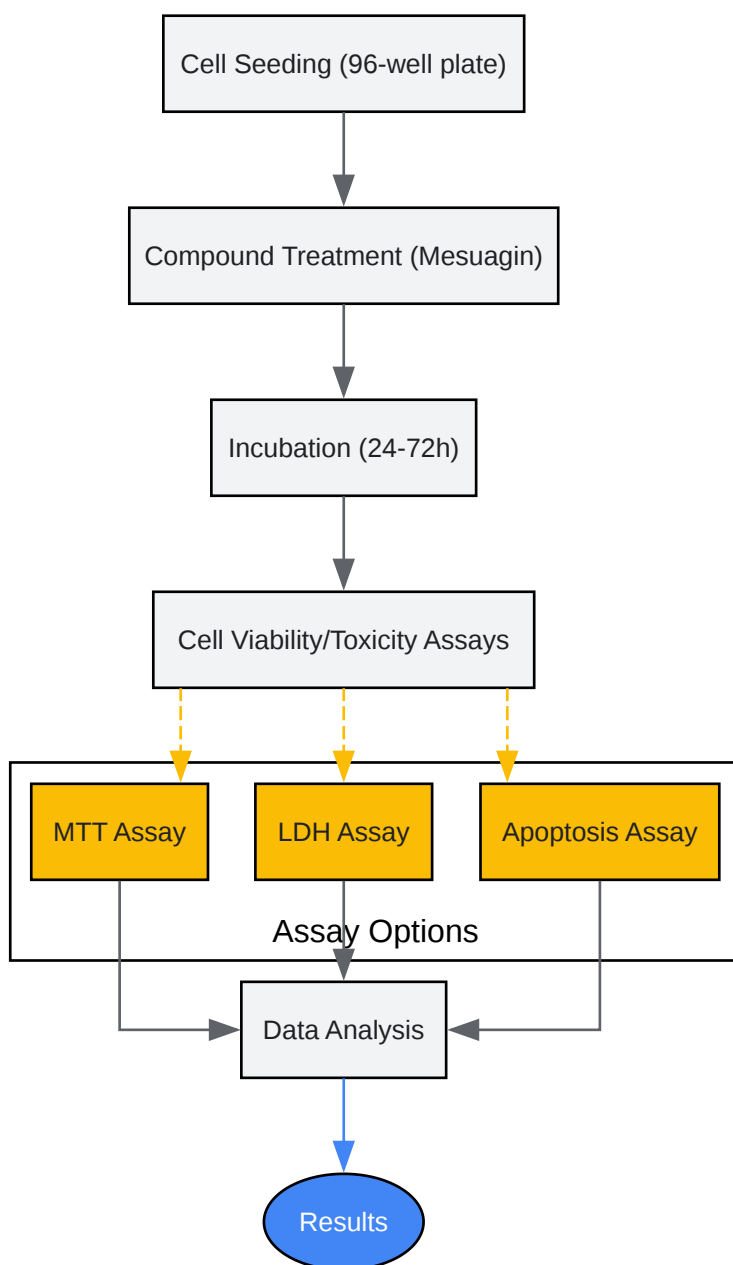 Cell Seeding (96-well plate)
Compound Treatment (Mesuagin)
Incubation (24-72h)
Cell Viability/Toxicity Assays
MTT Assay
LDH Assay
Apoptosis Assay
Assay Options
Data Analysis
Results